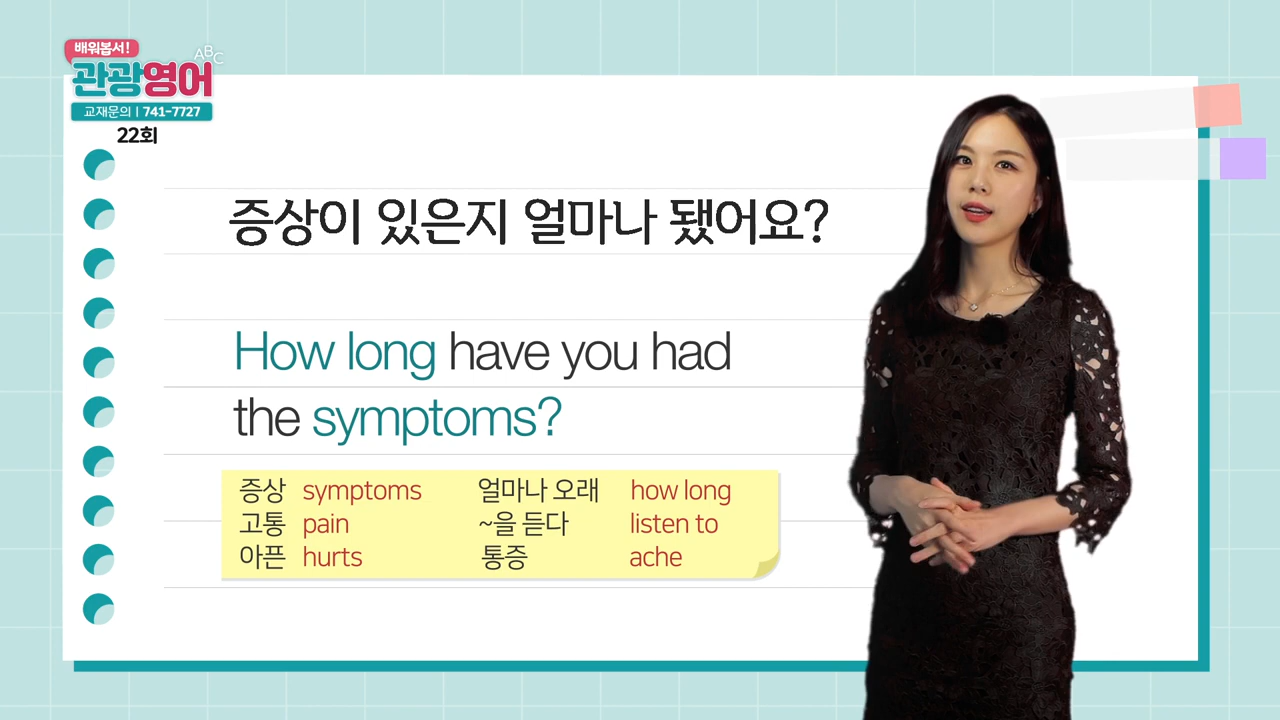 배워봅서!
ABC
관광영어
교재문의 | 741-7727
22회
증상이 있은지 얼마나 됐어요?
How long have you had
the symptoms?
증상 symptoms 얼마나 오래 how long
고통 pain ~을 듣다 listen to
아픈 hurts 통증 ache